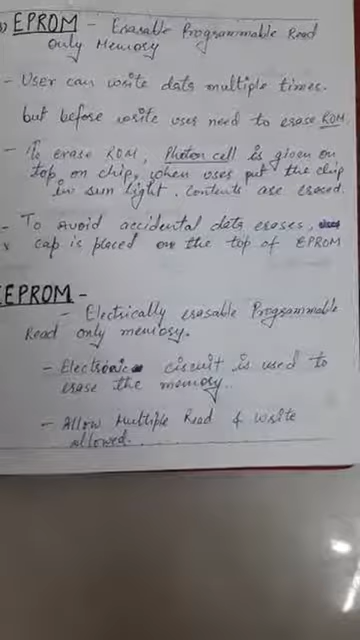 ) EPROM - Erasable Programmable Read
Only Memory
- User can write data multiple times.
but before write user need to erase ROM.
- To erase ROM, Photon cell is given on
top on chip, when user put the chip
in sun light. Contents are erased.
- To avoid accidental data erases,
cap is placed on the top of EPROM
EEPROM -
- Electrically erasable Programmable
Read only memory.
- Electronic circuit is used to
erase the memory.
- Allow Multiple Read & write
allowed.